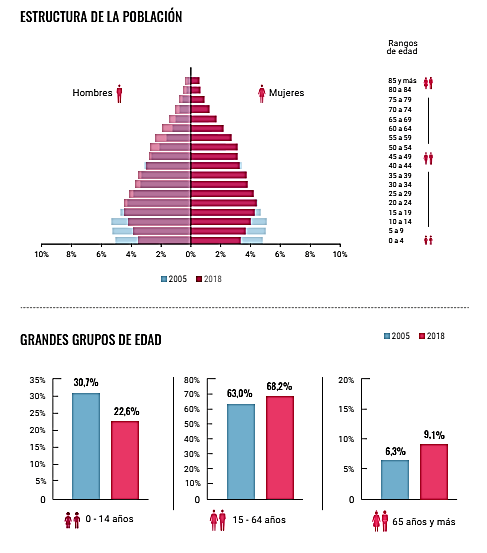 ESTRUCTURA DE LA POBLACIÓN
Rangos
de edad
Hombres
Mujeres
85 y más
80 a 84
75 a 79
70 a 74
65 a 69
60 a 64
55 a 59
50 a 54
45 a 49
40 a 44
35 a 39
30 a 34
25 a 29
20 a 24
15 a 19
10 a 14
5 a 9
0 a 4
10% 8% 6% 4% 2% 0% 2% 4% 6% 8% 10%
2005 2018
GRANDES GRUPOS DE EDAD
2005 2018
35%
30%
25%
20%
15%
10%
5%
0
30,7%
22,6%
0 - 14 años
80%
70%
60%
50%
40%
30%
20%
10%
0
63,0%
68,2%
15 - 64 años
20%
15%
10%
5%
0
6,3%
9,1%
65 años y más